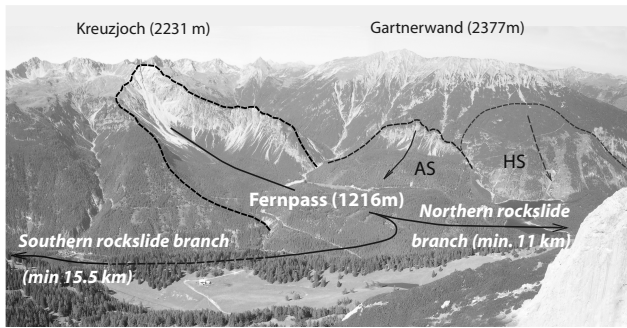 Kreuzjoch (2231 m)
Gartnerwand (2377m)
AS
HS
Fernpass (1216m)
Northern rockslide
branch (min. 11 km)
Southern rockslide branch
(min 15.5 km)